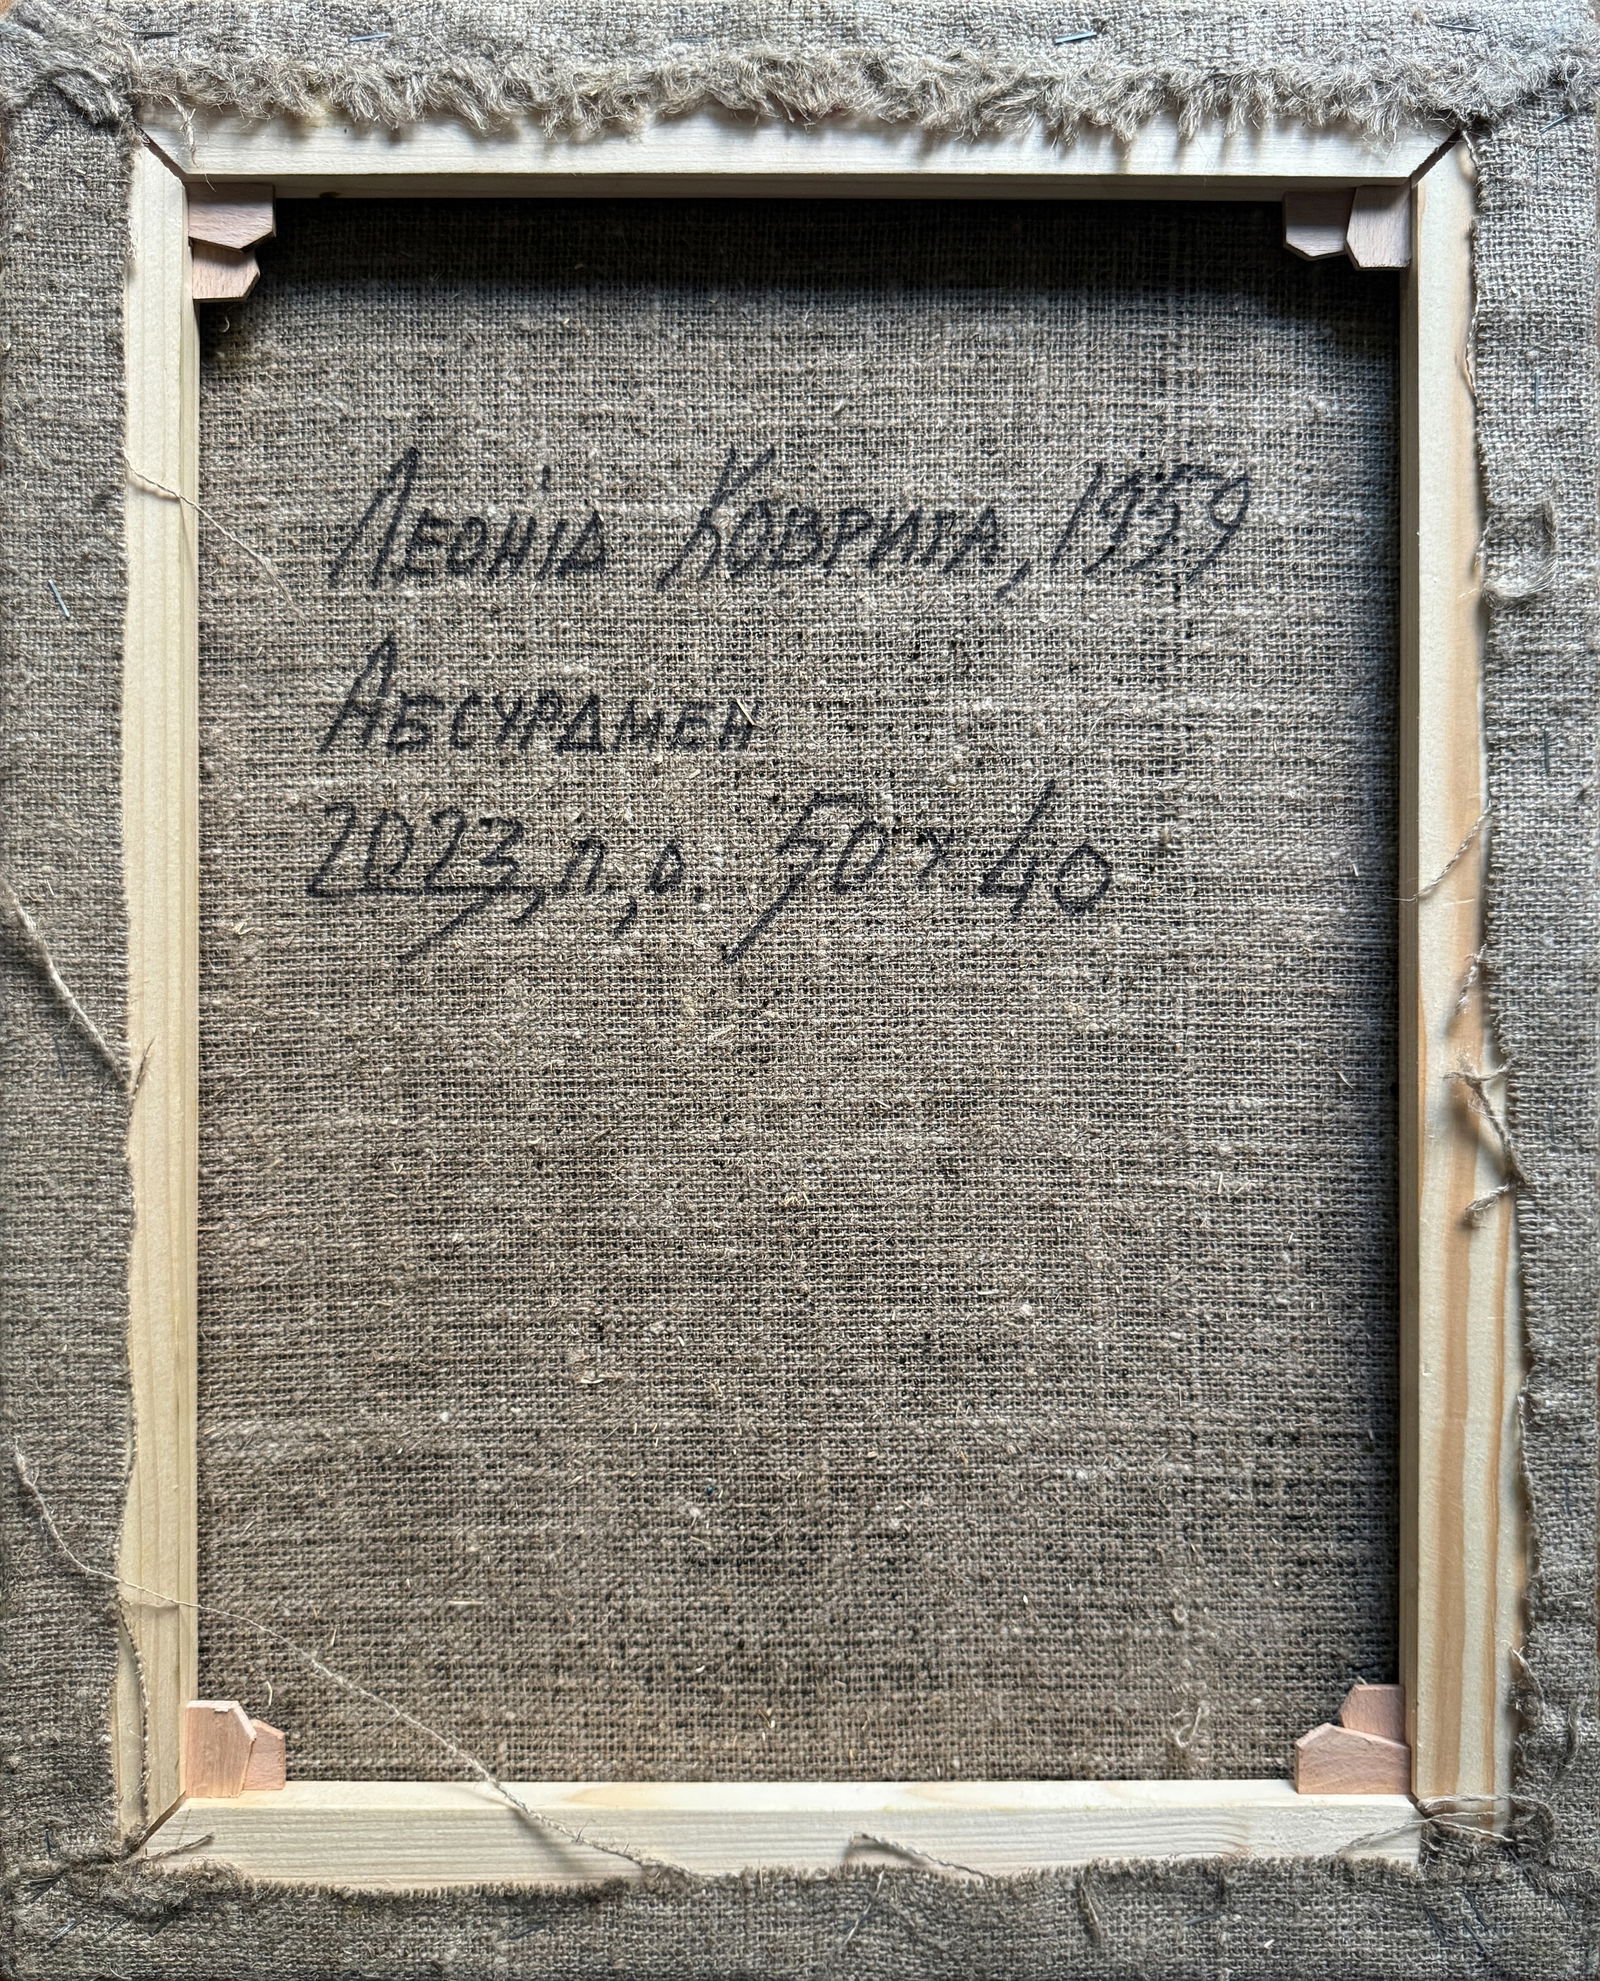 Леонід Коврига, 1959
Абсурдмен
2023, п, о. 50 x 40